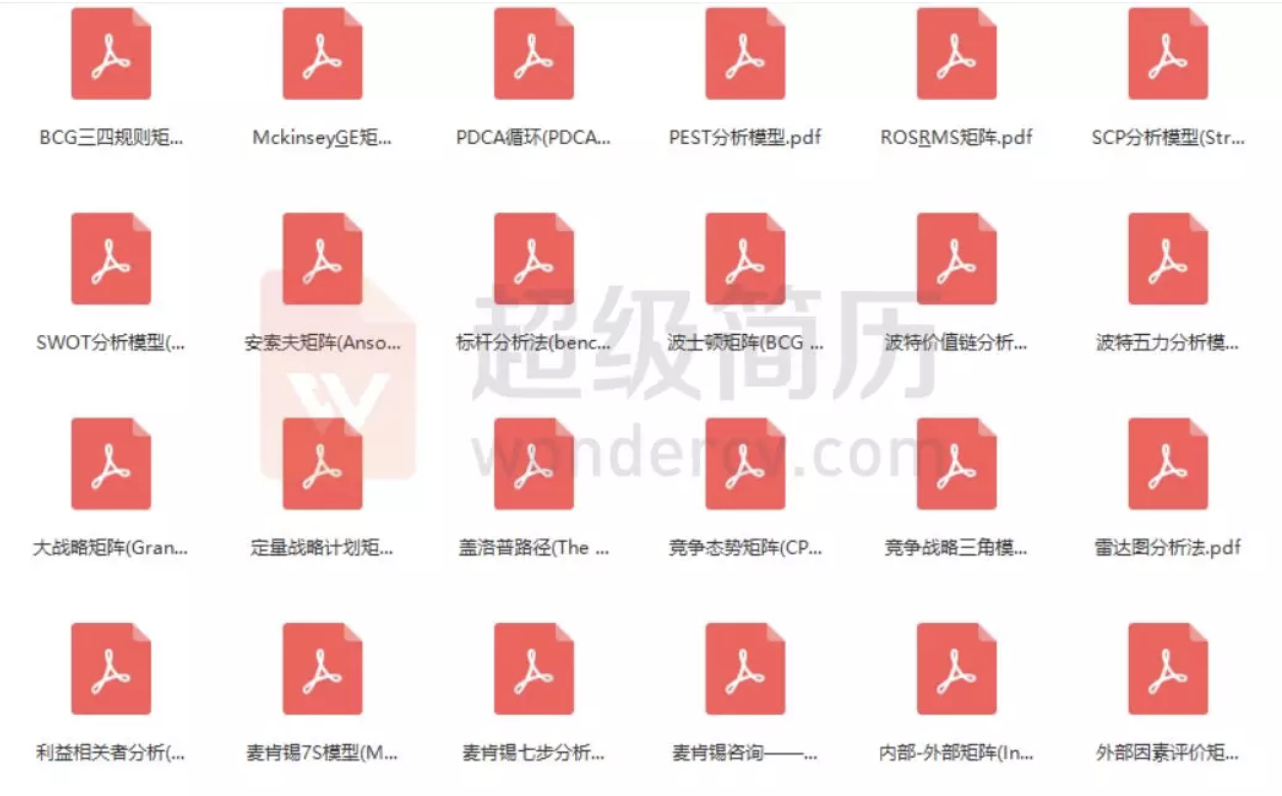 BCG三四规则矩...
MckinseyGE矩...
PDCA循环(PDCA...
PEST分析模型.pdf
ROSRMS矩阵.pdf
SCP分析模型(Str...
SWOT分析模型(...
安索夫矩阵(Anso...
标杆分析法(benc...
波士顿矩阵(BCG ...
波特价值链分析...
波特五力分析模...
超级简历
wondercv.com
大战略矩阵(Gran...
定量战略计划矩...
盖洛普路径(The ...
竞争态势矩阵(CP...
竞争战略三角模...
雷达图分析法.pdf
利益相关者分析(...
麦肯锡7S模型(M...
麦肯锡七步分析...
麦肯锡咨询——...
内部-外部矩阵(In...
外部因素评价矩...